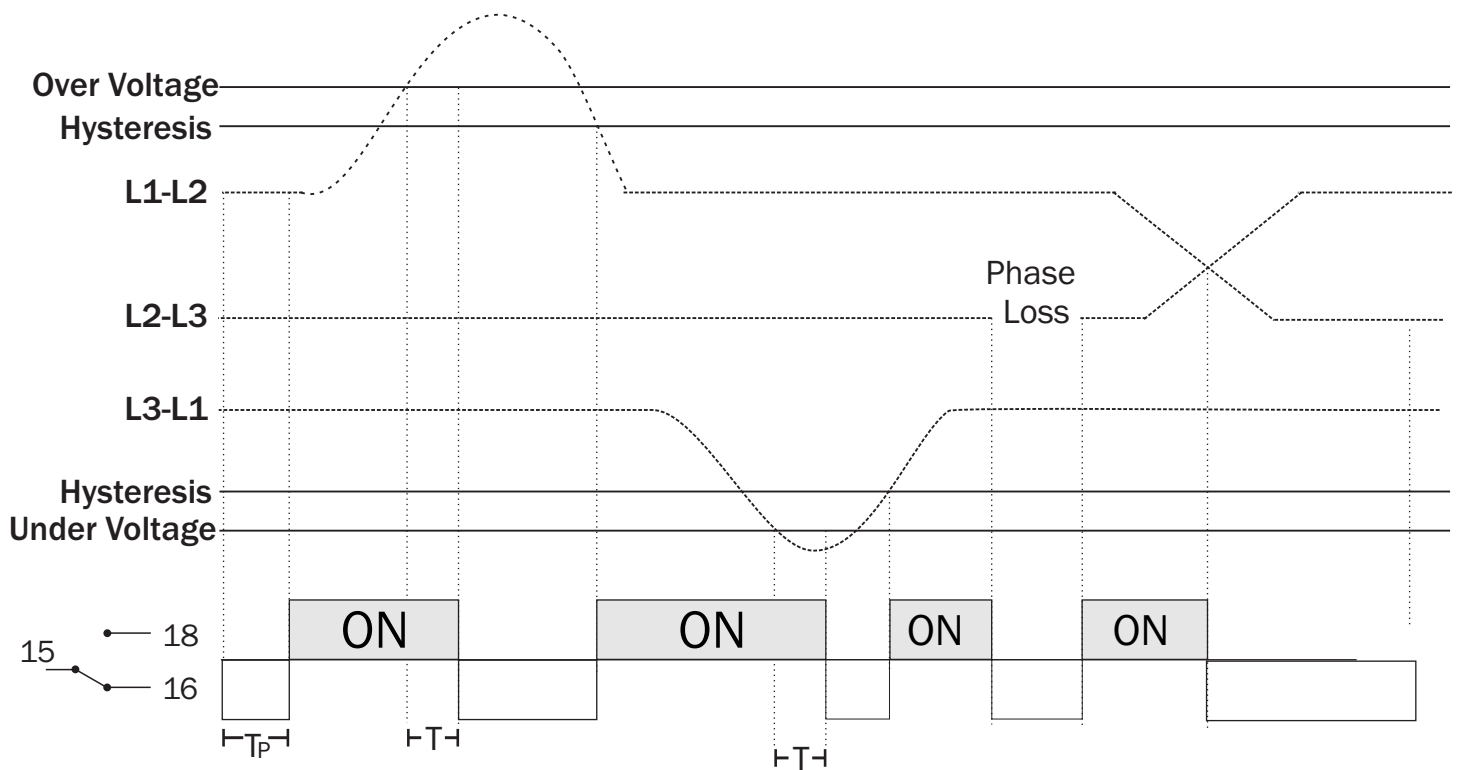 Over Voltage
Hysteresis
L1-L2
Phase
Loss
L2-L3
L3-L1
Hysteresis
Under Voltage
ON
ON
ON
ON
15
18
16
TP
T
T